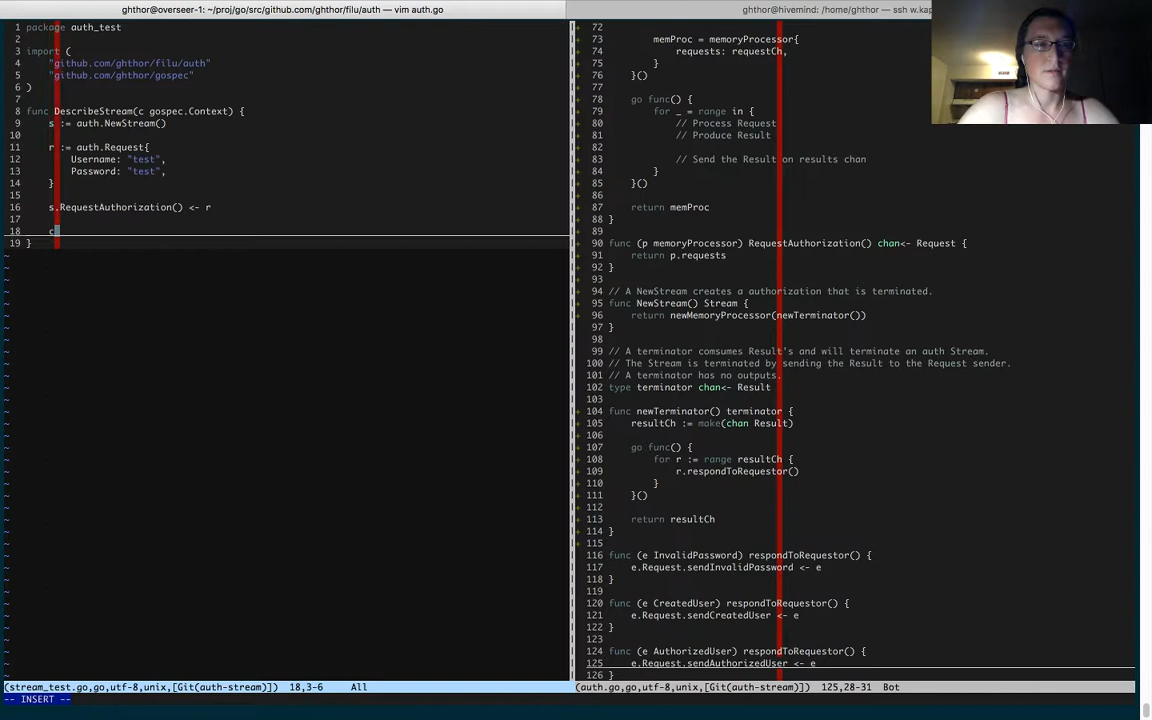 ghthor@overseer-1: ~/proj/go/src/github.com/ghthor/filu/auth — vim auth.go
ghthor@hivemind: /home/ghthor — ssh w.kap
1 package auth_test
2
3 import (
4 "github.com/ghthor/filu/auth"
5 "github.com/ghthor/gospec"
6 )
7
8 func DescribeStream(c gospec.Context) {
9 s := auth.NewStream()
10
11 r := auth.Request{
12 Username: "test",
13 Password: "test",
14 }
15
16 s.RequestAuthorization() <- r
17
18 c
19 }
(stream_test.go,go,utf-8,unix,[Git(auth-stream)]) 18,3-6 All
-- INSERT --
72
73 memProc = memoryProcessor{
74 requests: requestCh,
75 }
76 }()
77
78 go func() {
79 for _ = range in {
80 // Process Request
81 // Produce Result
82
83 // Send the Result on results chan
84 }
85 }()
86
87 return memProc
88 }
89
90 func (p memoryProcessor) RequestAuthorization() chan<- Request {
91 return p.requests
92 }
93
94 // A NewStream creates a authorization that is terminated.
95 func NewStream() Stream {
96 return newMemoryProcessor(newTerminator())
97 }
98
99 // A terminator comsumes Result's and will terminate an auth Stream.
100 // The Stream is terminated by sending the Result to the Request sender.
101 // A terminator has no outputs.
102 type terminator chan<- Result
103
104 func newTerminator() terminator {
105 resultCh := make(chan Result)
106
107 go func() {
108 for r := range resultCh {
109 r.respondToRequestor()
110 }
111 }()
112
113 return resultCh
114 }
115
116 func (e InvalidPassword) respondToRequestor() {
117 e.Request.sendInvalidPassword <- e
118 }
119
120 func (e CreatedUser) respondToRequestor() {
121 e.Request.sendCreatedUser <- e
122 }
123
124 func (e AuthorizedUser) respondToRequestor() {
125 e.Request.sendAuthorizedUser <- e
126 }
(auth.go,go,utf-8,unix,[Git(auth-stream)]) 125,28-31 Bot